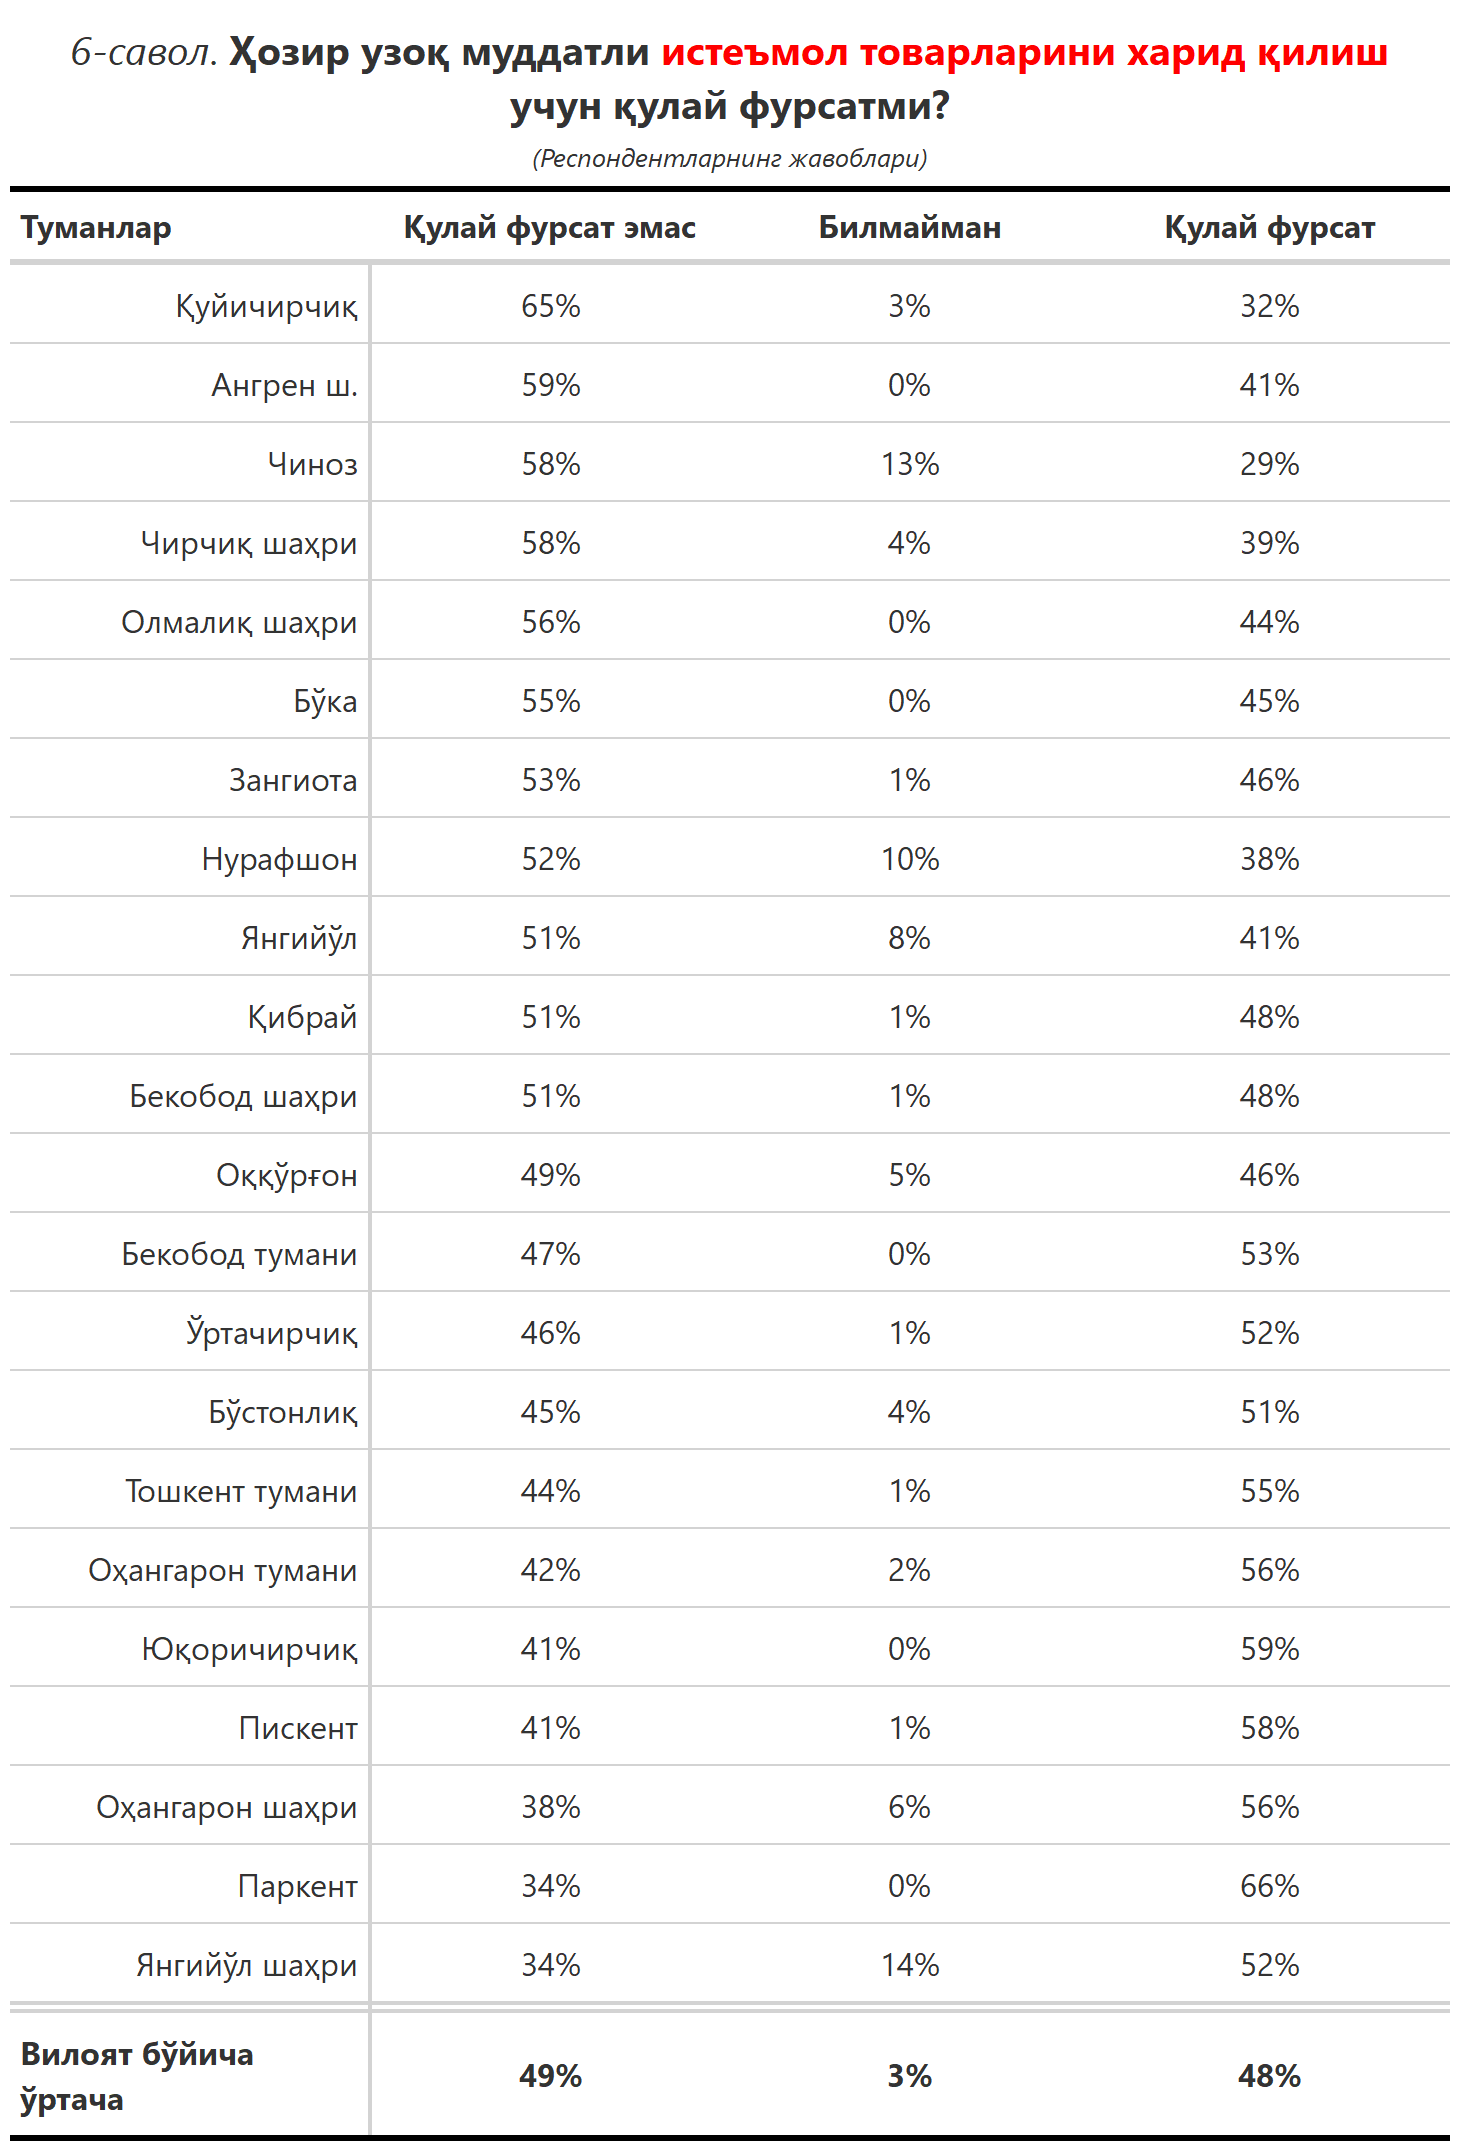 6-савол. Ҳозир узоқ муддатли истеъмол товарларини харид қилиш
учун қулай фурсатми?
(Респондентларнинг жавоблари)
Туманлар Қулай фурсат эмас Билмайман Қулай фурсат
Қуйичирчиқ 65% 3% 32%
Ангрен ш. 59% 0% 41%
Чиноз 58% 13% 29%
Чирчиқ шаҳри 58% 4% 39%
Олмалиқ шаҳри 56% 0% 44%
Бўка 55% 0% 45%
Зангиота 53% 1% 46%
Нурафшон 52% 10% 38%
Янгийўл 51% 8% 41%
Қибрай 51% 1% 48%
Бекобод шаҳри 51% 1% 48%
Оққўрғон 49% 5% 46%
Бекобод тумани 47% 0% 53%
Ўртачирчиқ 46% 1% 52%
Бўстонлиқ 45% 4% 51%
Тошкент тумани 44% 1% 55%
Оҳангарон тумани 42% 2% 56%
Юқоричирчиқ 41% 0% 59%
Пискент 41% 1% 58%
Оҳангарон шаҳри 38% 6% 56%
Паркент 34% 0% 66%
Янгийўл шаҳри 34% 14% 52%
Вилоят бўйича
ўртача 49% 3% 48%